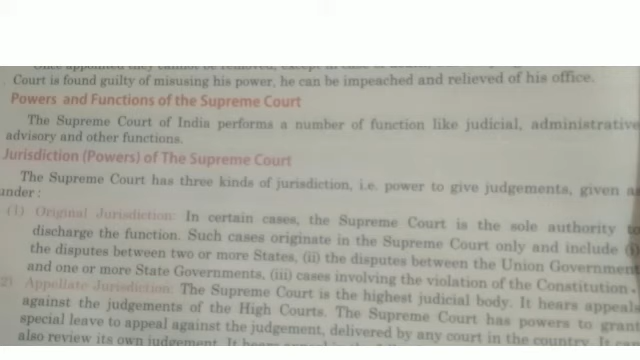 Court is found guilty of misusing his power, he can be impeached and relieved of his office.
Powers and Functions of the Supreme Court
The Supreme Court of India performs a number of function like judicial, administrative
advisory and other functions.
Jurisdiction (Powers) of The Supreme Court
The Supreme Court has three kinds of jurisdiction, i.e. power to give judgements, given as
under :
(1) Original Jurisdiction: In certain cases, the Supreme Court is the sole authority to
discharge the function. Such cases originate in the Supreme Court only and include (i)
the disputes between two or more States, (ii) the disputes between the Union Government
and one or more State Governments, (iii) cases involving the violation of the Constitution.
2) Appellate Jurisdiction: The Supreme Court is the highest judicial body. It hears appeals
against the judgements of the High Courts. The Supreme Court has powers to grant
special leave to appeal against the judgement, delivered by any court in the country. It can
also review its own judgement. It hears